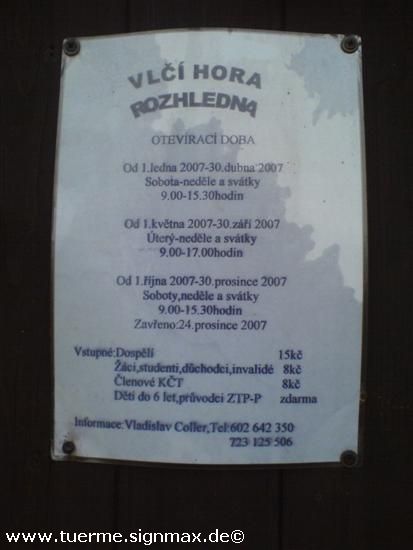 VLČÍ HORA
ROZHLEDNA
OTEVÍRACÍ DOBA
Od 1.ledna 2007-30.dubna 2007
Sobota-neděle a svátky
9.00-15.30hodin
Od 1.května 2007-30.září 2007
Úterý-neděle a svátky
9.00-17.00hodin
Od 1.října 2007-30.prosince 2007
Soboty,neděle a svátky
9.00-15.30hodin
Zavřeno:24.prosince 2007
Vstupné:Dospělí 15kč
Žáci,studenti,důchodci,invalidé 8kč
Členové KČT 8kč
Děti do 6 let,průvodci ZTP-P zdarma
Informace:Vladislav Coller,Tel:602 642 350
723 125 506
www.tuerme.signmax.de©